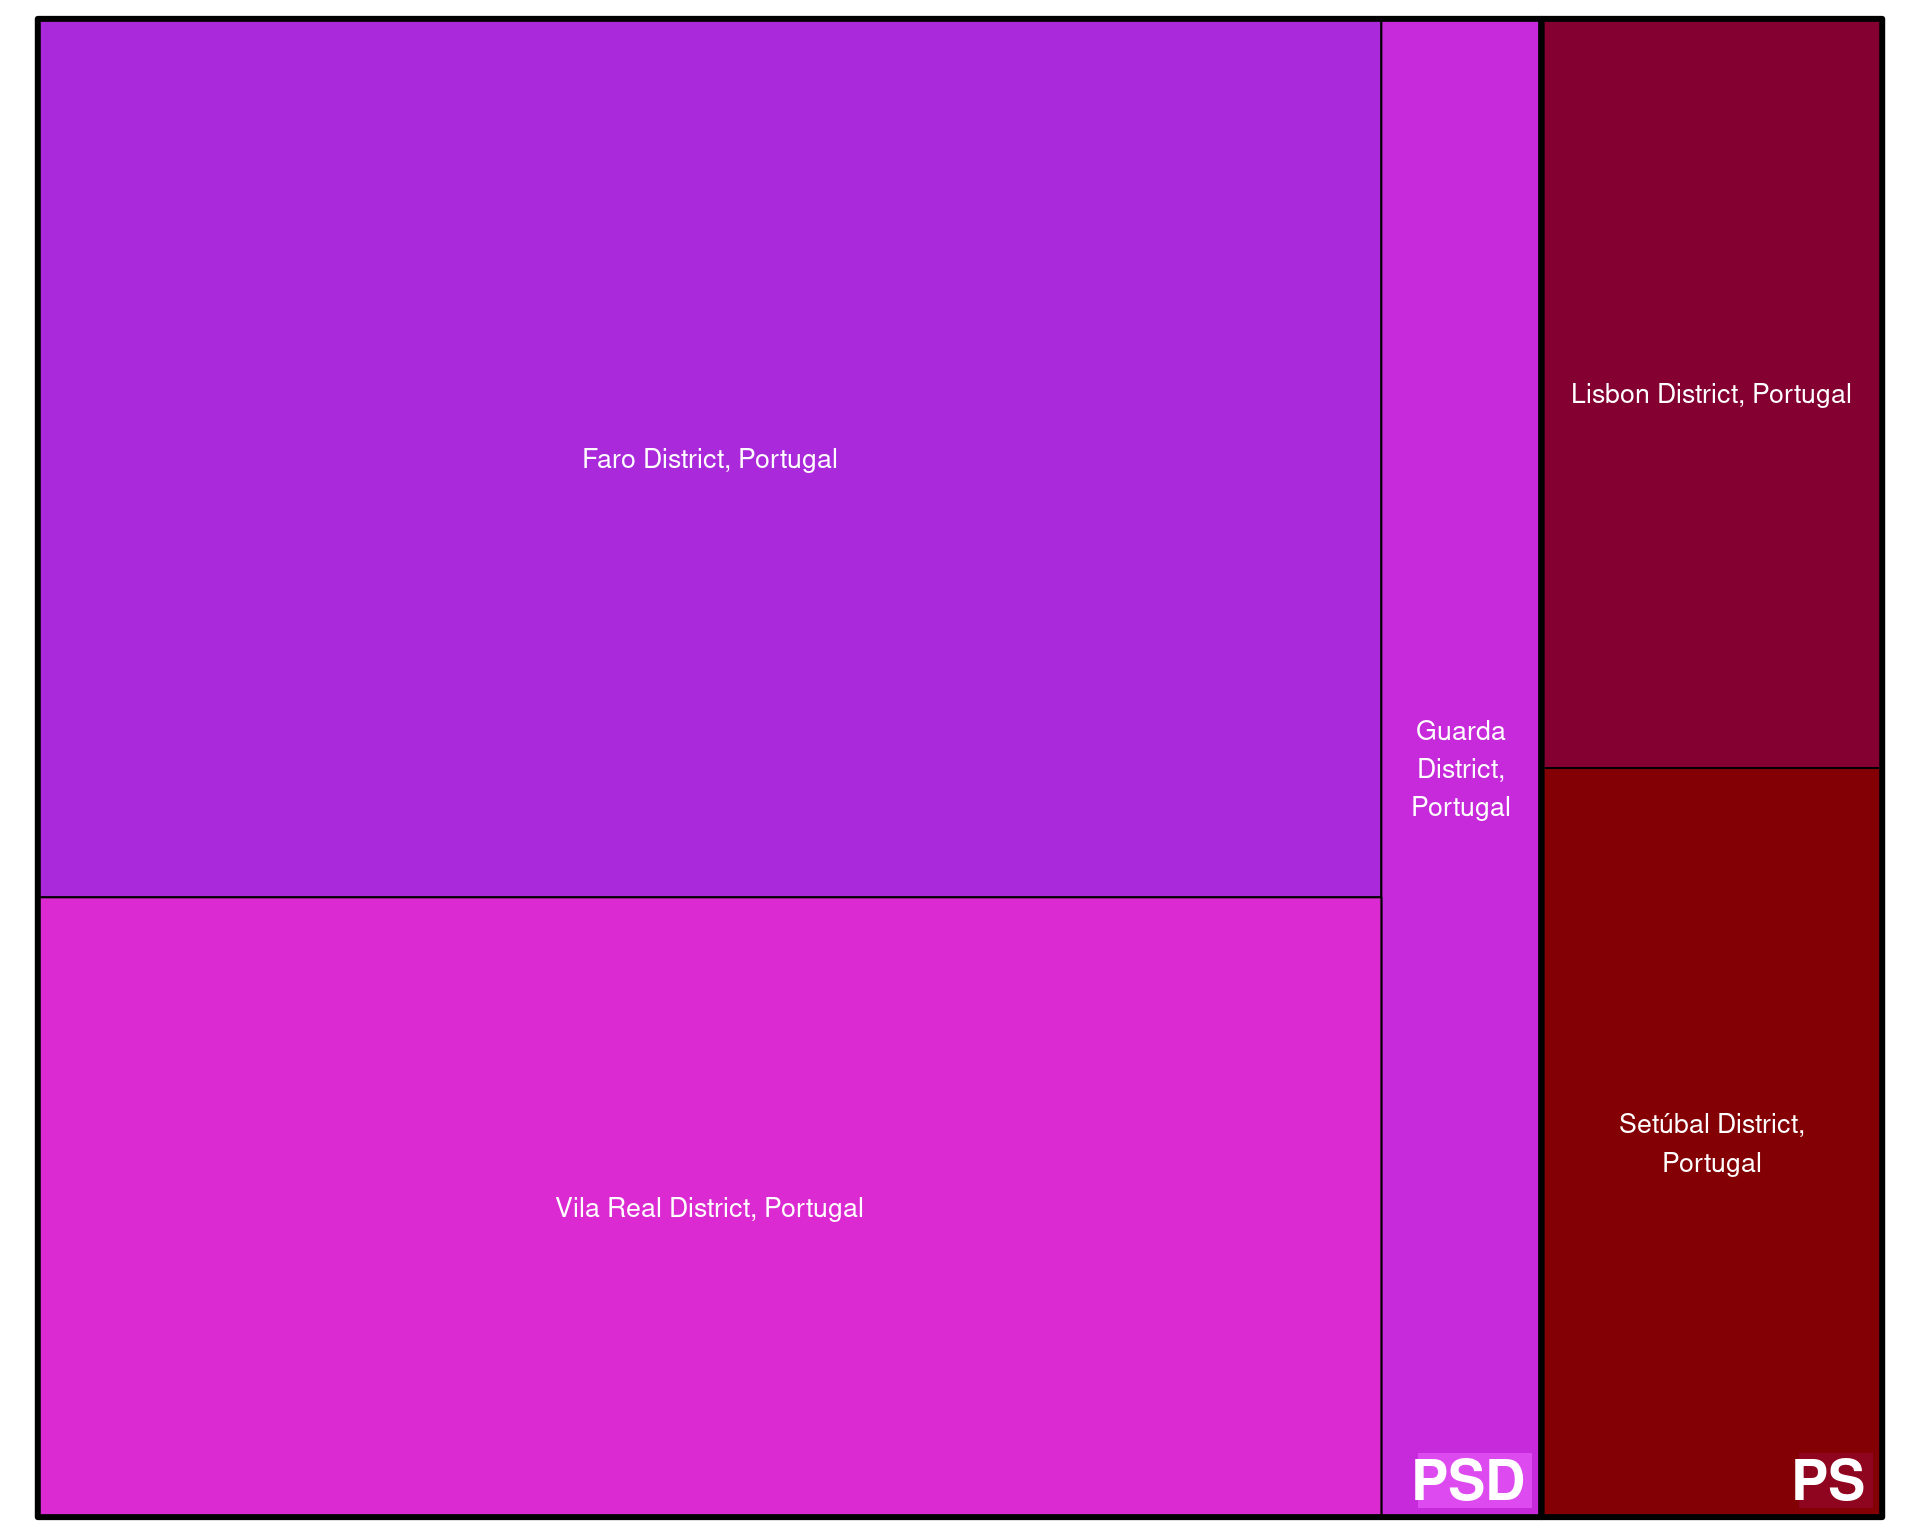 Faro District, Portugal
Vila Real District, Portugal
Guarda
District,
Portugal
PSD
Lisbon District, Portugal
Setúbal District,
Portugal
PS